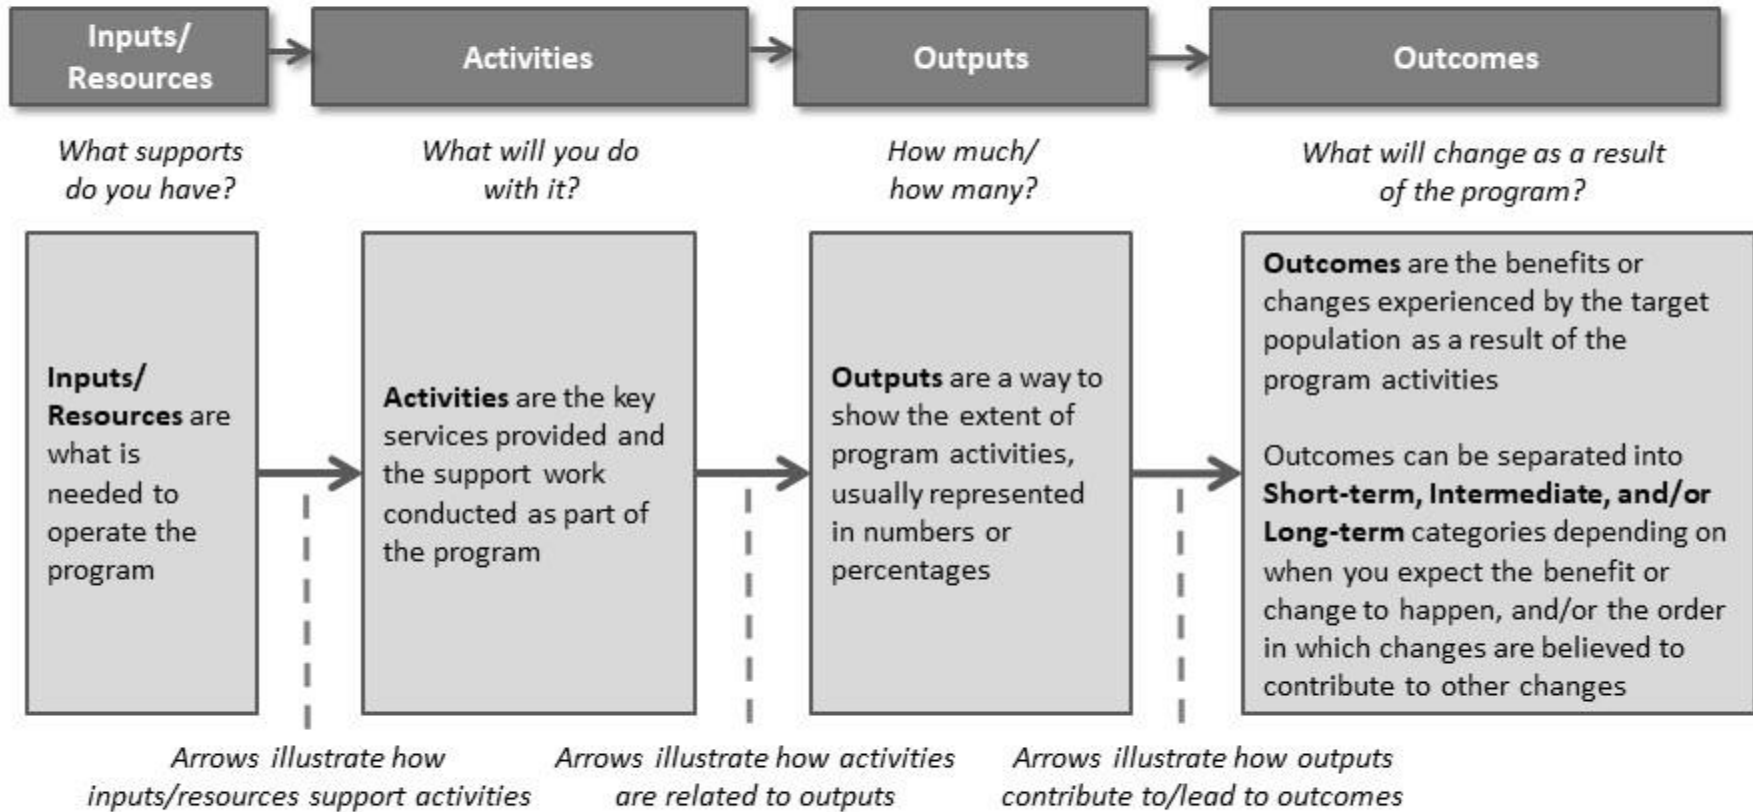 Inputs/
Resources
Activities
Outputs
Outcomes
What supports
do you have?
What will you do
with it?
How much/
how many?
What will change as a result
of the program?
Inputs/
Resources are
what is
needed to
operate the
program
Activities are the key
services provided and
the support work
conducted as part of
the program
Outputs are a way to
show the extent of
program activities,
usually represented
in numbers or
percentages
Outcomes are the benefits or
changes experienced by the target
population as a result of the
program activities
Outcomes can be separated into
Short-term, Intermediate, and/or
Long-term categories depending on
when you expect the benefit or
change to happen, and/or the order
in which changes are believed to
contribute to other changes
Arrows illustrate how
inputs/resources support activities
Arrows illustrate how activities
are related to outputs
Arrows illustrate how outputs
contribute to/lead to outcomes